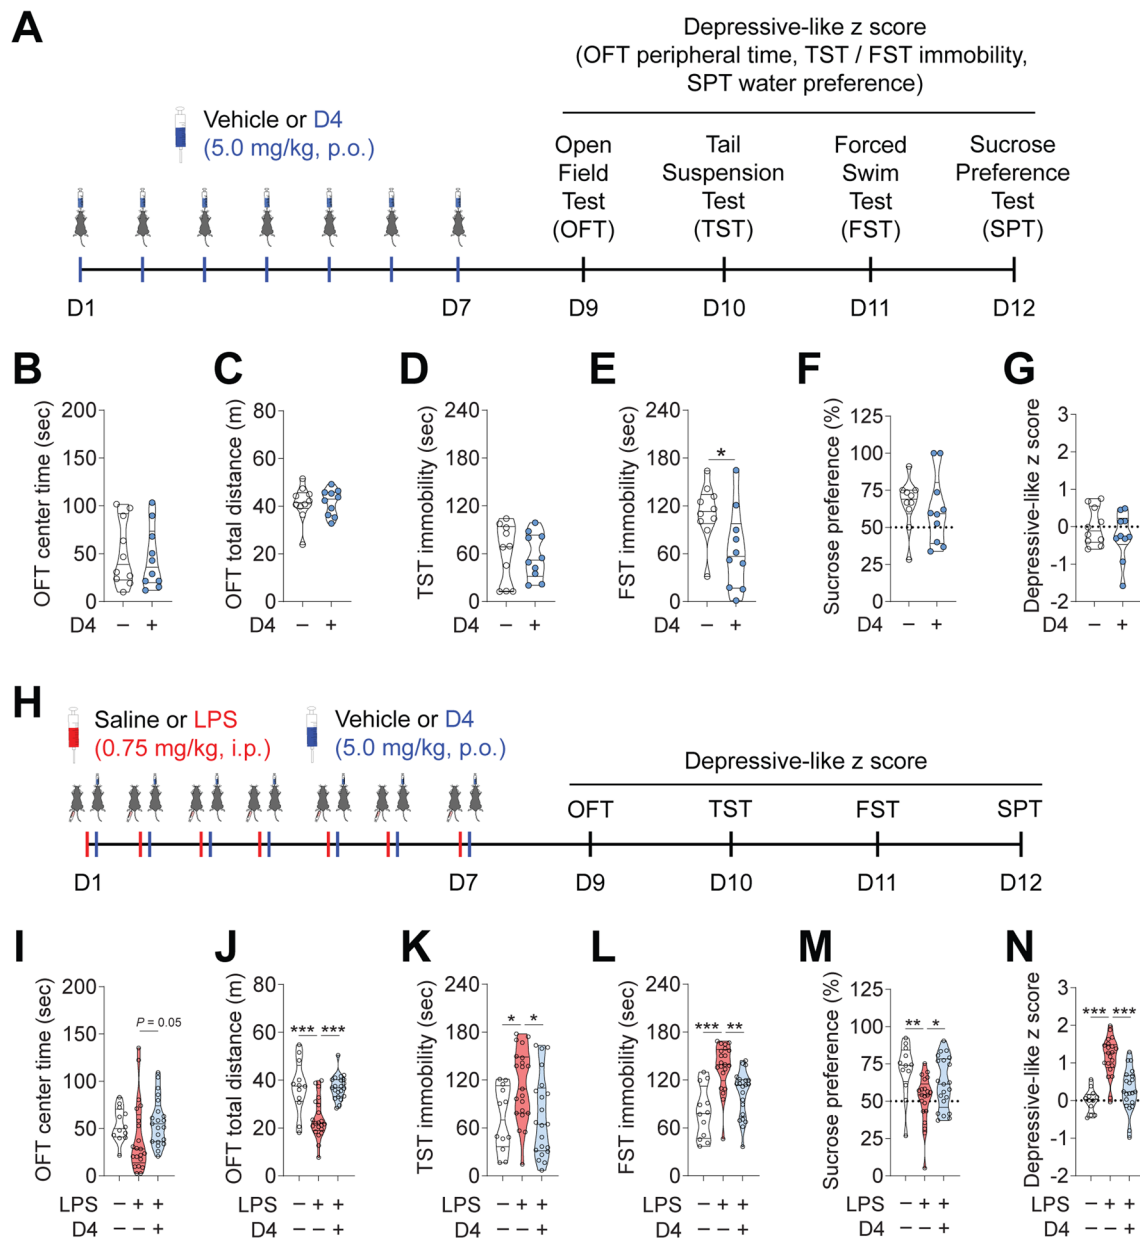 A
Depressive-like z score
(OFT peripheral time, TST / FST immobility,
SPT water preference)
Vehicle or D4
(5.0 mg/kg, p.o.)
Open
Field
Test
(OFT)
Tail
Suspension
Test
(TST)
Forced
Swim
Test
(FST)
Sucrose
Preference
Test
(SPT)
D1 D7 D9 D10 D11 D12
B
OFT center time (sec)
200
150
100
50
0
D4 – +
C
OFT total distance (m)
80
60
40
20
0
– +
D
TST immobility (sec)
240
180
120
60
0
D4 – +
E
FST immobility (sec)
240
180
120
60
0
*
D4 – +
F
Sucrose preference (%)
125
100
75
50
25
0
D4 – +
G
Depressive-like z score
3
2
1
0
-1
-2
D4 – +
H
Saline or LPS
(0.75 mg/kg, i.p.)
Vehicle or D4
(5.0 mg/kg, p.o.)
Depressive-like z score
OFT TST FST SPT
D1 D7 D9 D10 D11 D12
I
OFT center time (sec)
200
150
100
50
0
P = 0.05
LPS – + +
D4 – – +
J
OFT total distance (m)
80
60
40
20
0
*** ***
– + +
– – +
K
TST immobility (sec)
240
180
120
60
0
* *
LPS – + +
D4 – – +
L
FST immobility (sec)
240
180
120
60
0
*** **
LPS – + +
D4 – – +
M
Sucrose preference (%)
125
100
75
50
25
0
** *
LPS – + +
D4 – – +
N
Depressive-like z score
3
2
1
0
-1
-2
*** ***
LPS – + +
D4 – – +